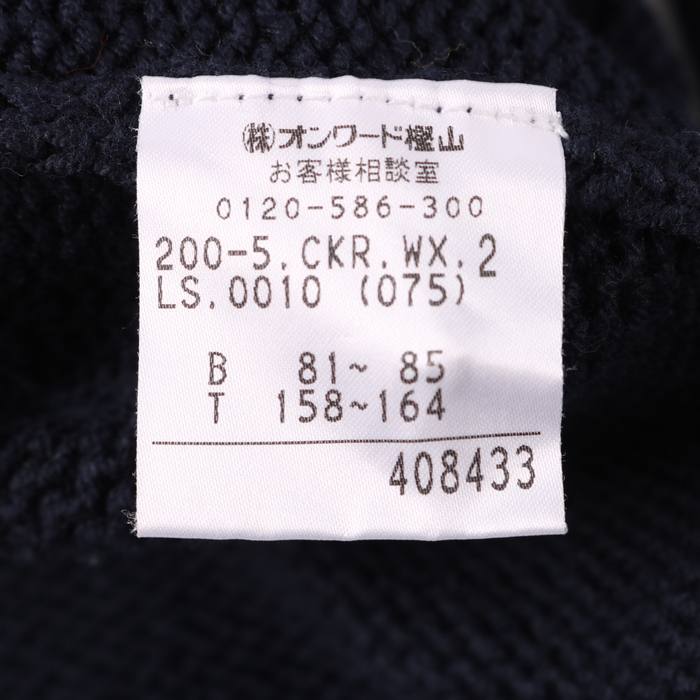 ㈱オンワード樫山
お客様相談室
0120-586-300
200-5.CKR.WX.2
LS.0010 (075)
B 81~ 85
T 158~164
408433